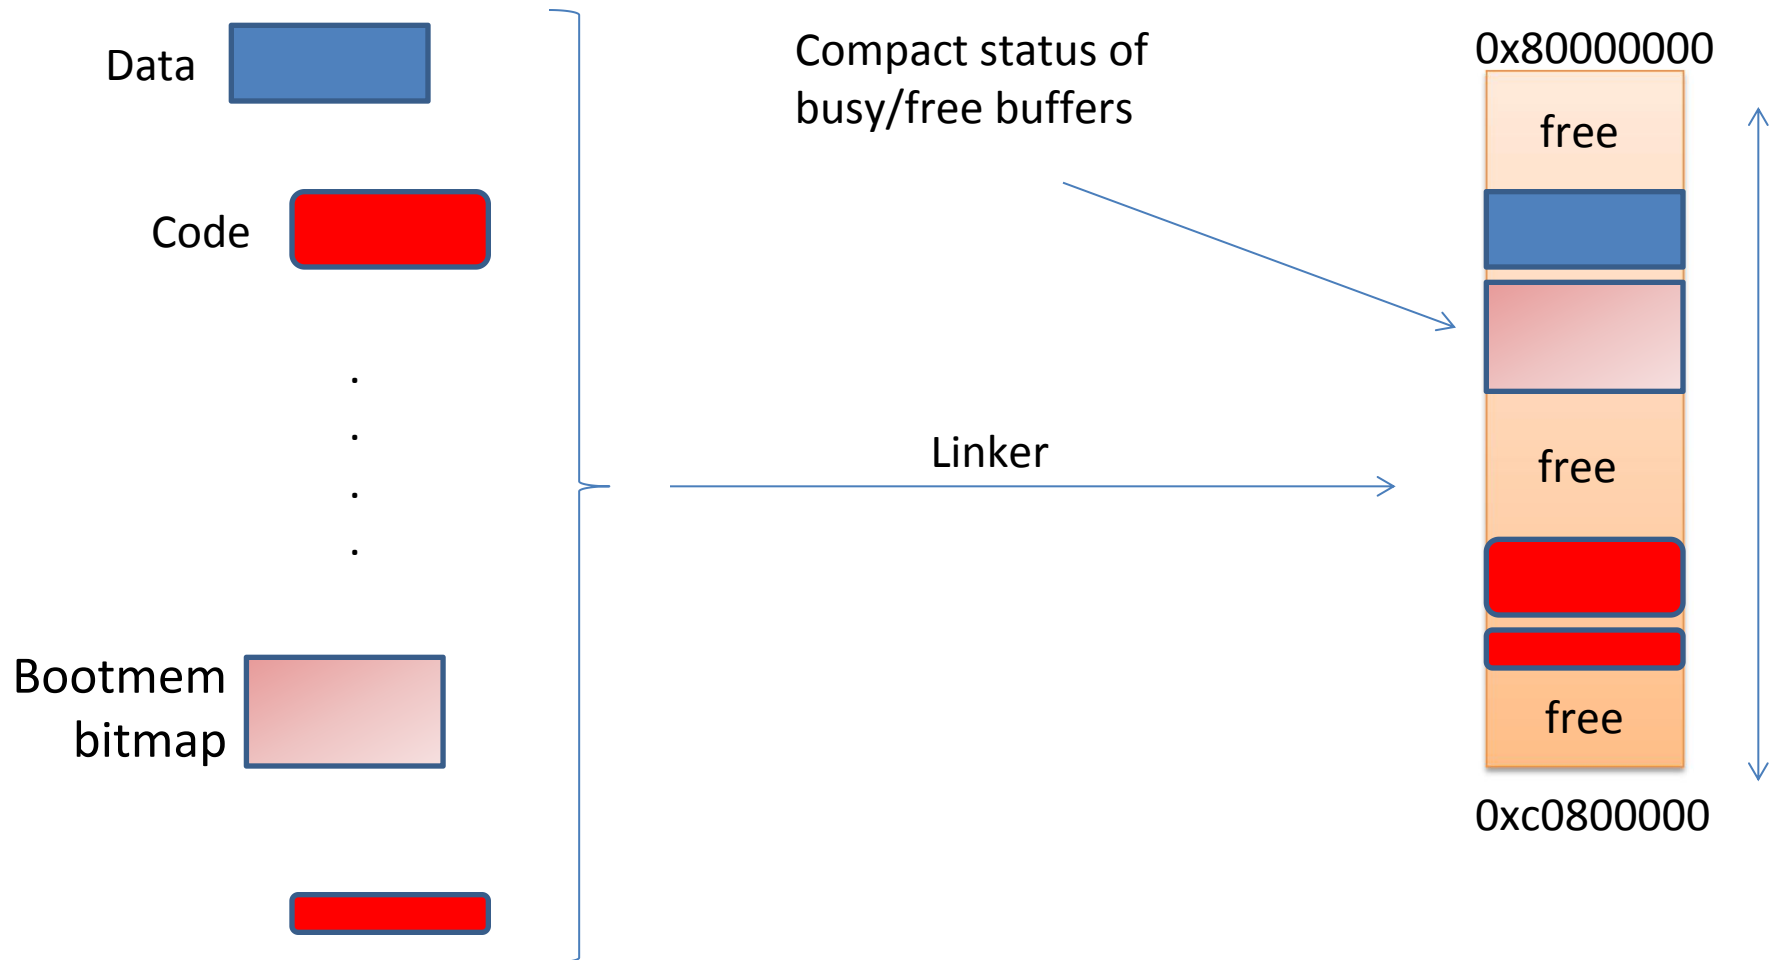 Data
Code
.
.
.
.
Bootmem
bitmap
Compact status of
busy/free buffers
Linker
0x80000000
free
free
free
0xc0800000